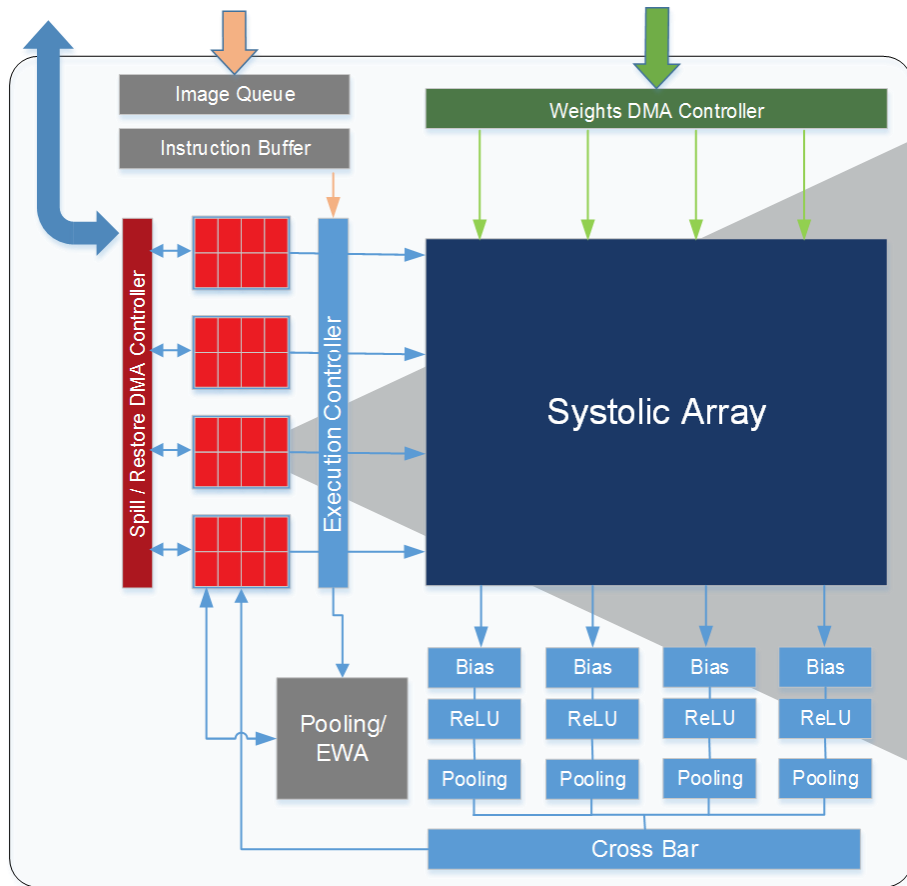 Image Queue
Weights DMA Controller
Instruction Buffer
Spill / Restore DMA Controller
Execution Controller
Systolic Array
Bias
Bias
Bias
Bias
ReLU
ReLU
ReLU
ReLU
Pooling/
EWA
Pooling
Pooling
Pooling
Pooling
Cross Bar